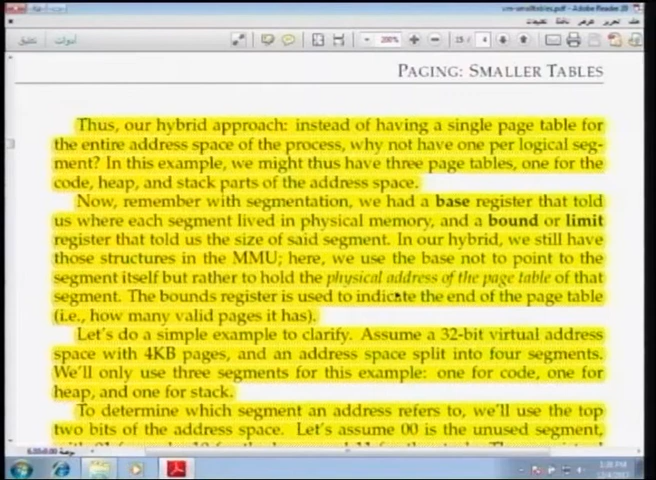 vm-smalltables.pdf - Adobe Reader
أدوات
200%
15 / 4
PAGING: SMALLER TABLES
Thus, our hybrid approach: instead of having a single page table for
the entire address space of the process, why not have one per logical seg-
ment? In this example, we might thus have three page tables, one for the
code, heap, and stack parts of the address space.
Now, remember with segmentation, we had a base register that told
us where each segment lived in physical memory, and a bound or limit
register that told us the size of said segment. In our hybrid, we still have
those structures in the MMU; here, we use the base not to point to the
segment itself but rather to hold the physical address of the page table of that
segment. The bounds register is used to indicate the end of the page table
(i.e., how many valid pages it has).
Let's do a simple example to clarify. Assume a 32-bit virtual address
space with 4KB pages, and an address space split into four segments.
We'll only use three segments for this example: one for code, one for
heap, and one for stack.
To determine which segment an address refers to, we'll use the top
two bits of the address space. Let's assume 00 is the unused segment,